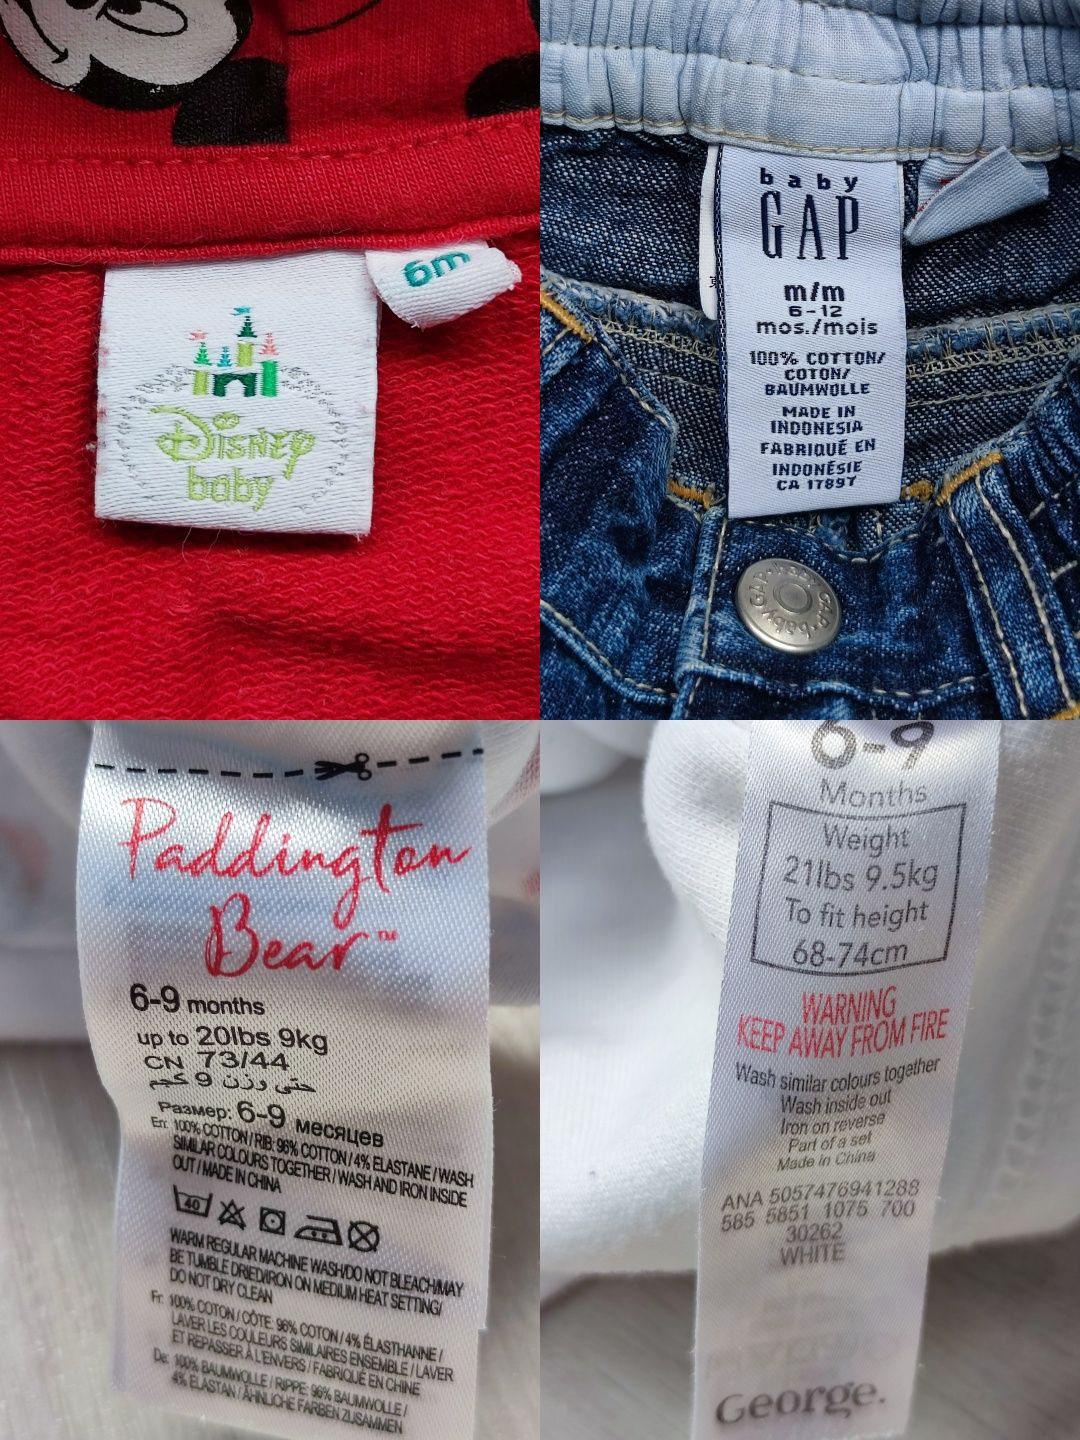 6m
Disney
baby
baby
GAP
m/m
6-12
mos./mois
100% COTTON/
COTON/
BAUMWOLLE
MADE IN
INDONESIA
FABRIQUÉ EN
INDONÉSIE
CA 17897
Paddington
Bear™
6-9 months
up to 20lbs 9kg
CN 73/44
حتى وزن 9 كجم
Размер: 6-9 месяцев
En: 100% COTTON / RIB: 96% COTTON / 4% ELASTANE / WASH
SIMILAR COLOURS TOGETHER / WASH AND IRON INSIDE
OUT / MADE IN CHINA
40
WARM REGULAR MACHINE WASH/DO NOT BLEACH/MAY
BE TUMBLE DRIED/IRON ON MEDIUM HEAT SETTING/
DO NOT DRY CLEAN
Fr: 100% COTON / CÔTE: 96% COTON / 4% ÉLASTHANNE /
LAVER LES COULEURS SIMILAIRES ENSEMBLE / LAVER
ET REPASSER À L'ENVERS / FABRIQUÉ EN CHINE
De: 100% BAUMWOLLE / RIPPE: 96% BAUMWOLLE /
4% ELASTAN / ÄHNLICHE FARBEN ZUSAMMEN
6-9
Months
Weight
21lbs 9.5kg
To fit height
68-74cm
WARNING
KEEP AWAY FROM FIRE
Wash similar colours together
Wash inside out
Iron on reverse
Part of a set
Made in China
ANA 5057476941288
585 5851 1075 700
30262
WHITE
George.